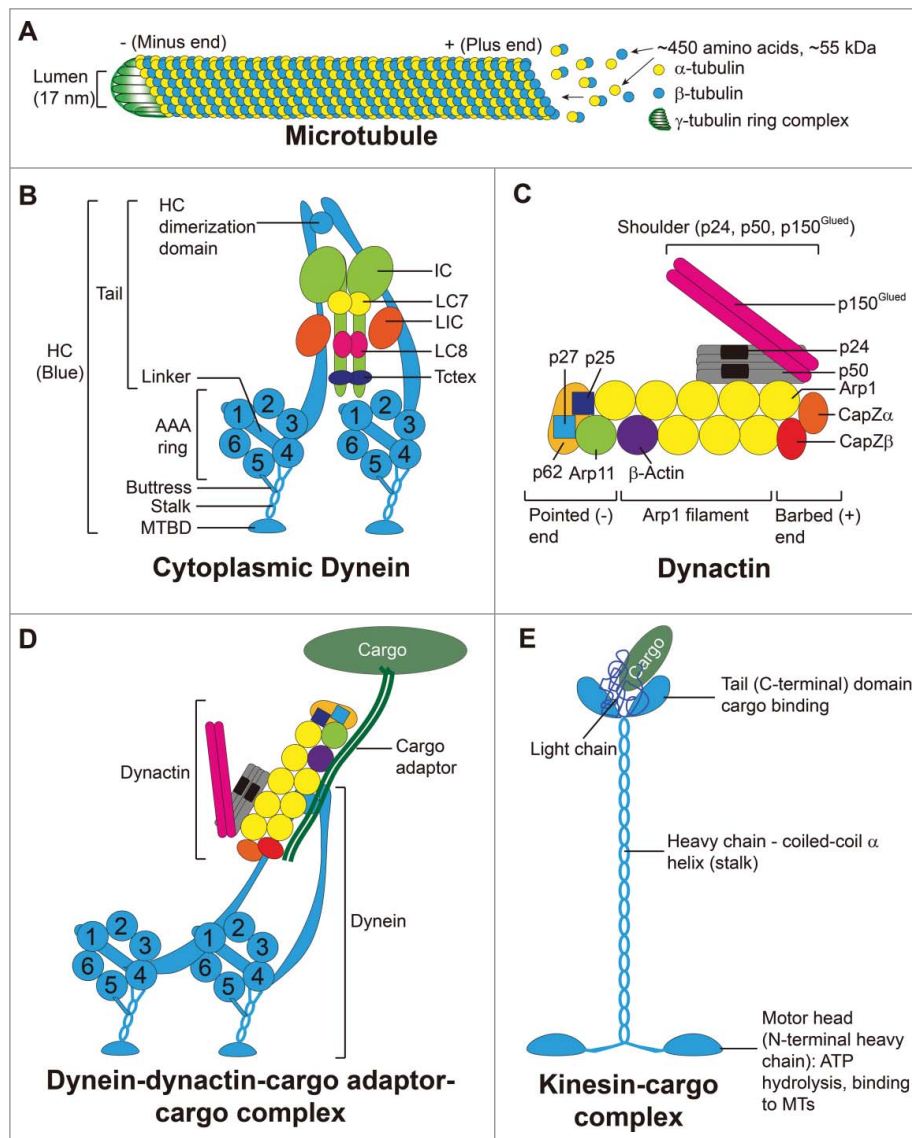 A
- (Minus end)
+ (Plus end)
~450 amino acids, ~55 kDa
α-tubulin
β-tubulin
γ-tubulin ring complex
Lumen
(17 nm)
Microtubule
B
HC
dimerization
domain
Tail
HC
(Blue)
IC
LC7
LIC
LC8
Tctex
Linker
AAA
ring
1 2 3 4 5 6
1 2 3 4 5 6
Buttress
Stalk
MTBD
Cytoplasmic Dynein
C
Shoulder (p24, p50, p150Glued)
p150Glued
p24
p50
Arp1
CapZα
CapZβ
p27
p25
p62
Arp11
β-Actin
Pointed (-)
end
Arp1 filament
Barbed (+)
end
Dynactin
D
Cargo
Dynactin
Cargo
adaptor
Dynein
1 2 3 4 5 6
1 2 3 4 5 6
Dynein-dynactin-cargo adaptor-
cargo complex
E
Cargo
Tail (C-terminal) domain
cargo binding
Light chain
Heavy chain - coiled-coil α
helix (stalk)
Motor head
(N-terminal heavy
chain): ATP
hydrolysis, binding
to MTs
Kinesin-cargo
complex